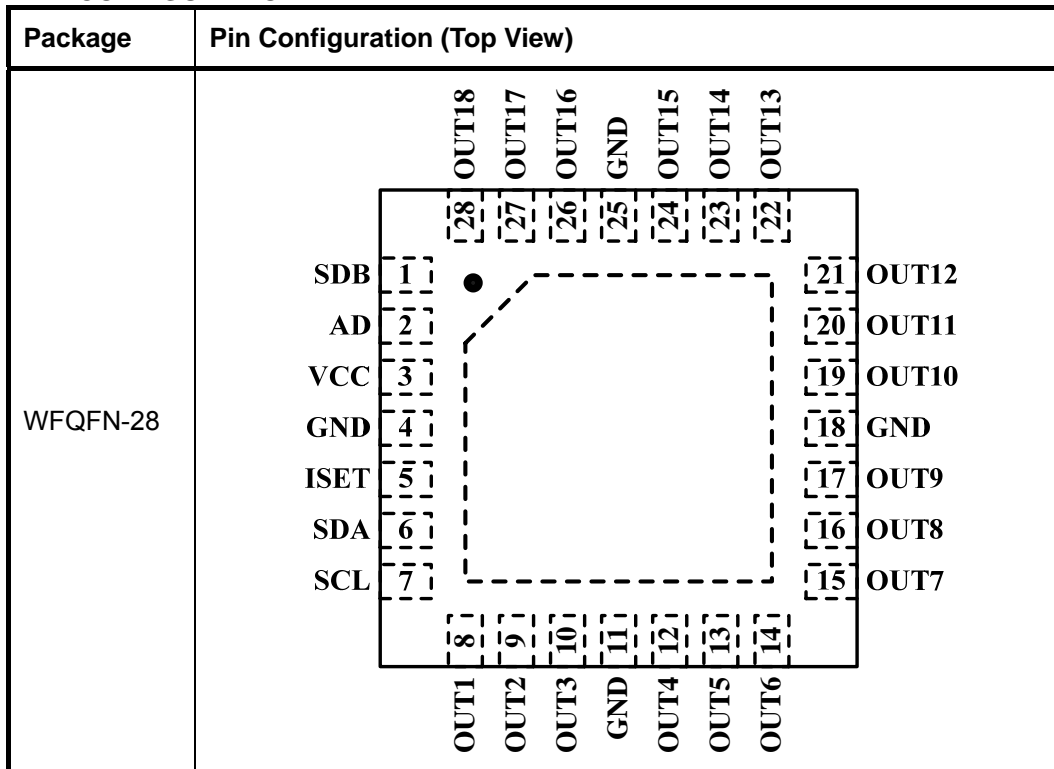 Package Pin Configuration (Top View)
WFQFN-28
OUT18 OUT17 OUT16 GND OUT15 OUT14 OUT13
28 27 26 25 24 23 22
SDB 1 21 OUT12
AD 2 20 OUT11
VCC 3 19 OUT10
GND 4 18 GND
ISET 5 17 OUT9
SDA 6 16 OUT8
SCL 7 15 OUT7
8 9 10 11 12 13 14
OUT1 OUT2 OUT3 GND OUT4 OUT5 OUT6